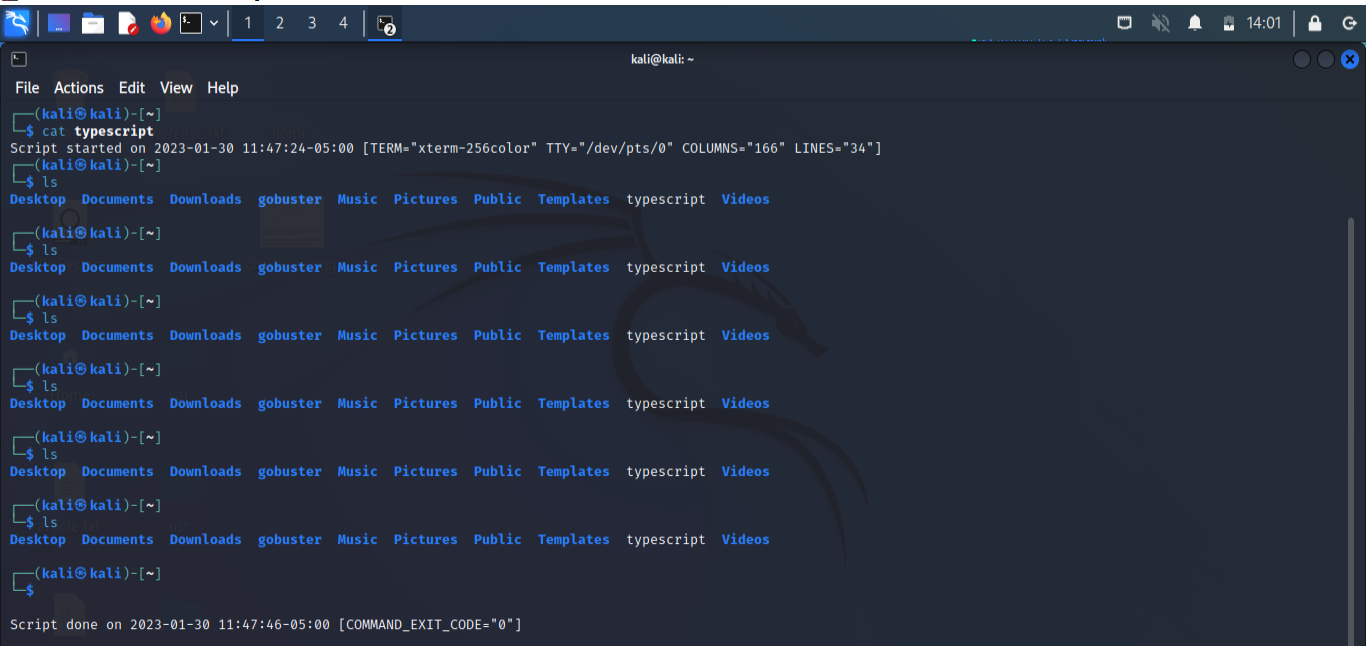 1 2 3 4 2 14:01
kali@kali: ~
File Actions Edit View Help
┌──(kali㉿kali)-[~]
└─$ cat typescript
Script started on 2023-01-30 11:47:24-05:00 [TERM="xterm-256color" TTY="/dev/pts/0" COLUMNS="166" LINES="34"]
┌──(kali㉿kali)-[~]
└─$ ls
Desktop Documents Downloads gobuster Music Pictures Public Templates typescript Videos
┌──(kali㉿kali)-[~]
└─$ ls
Desktop Documents Downloads gobuster Music Pictures Public Templates typescript Videos
┌──(kali㉿kali)-[~]
└─$ ls
Desktop Documents Downloads gobuster Music Pictures Public Templates typescript Videos
┌──(kali㉿kali)-[~]
└─$ ls
Desktop Documents Downloads gobuster Music Pictures Public Templates typescript Videos
┌──(kali㉿kali)-[~]
└─$ ls
Desktop Documents Downloads gobuster Music Pictures Public Templates typescript Videos
┌──(kali㉿kali)-[~]
└─$ ls
Desktop Documents Downloads gobuster Music Pictures Public Templates typescript Videos
┌──(kali㉿kali)-[~]
└─$
Script done on 2023-01-30 11:47:46-05:00 [COMMAND_EXIT_CODE="0"]